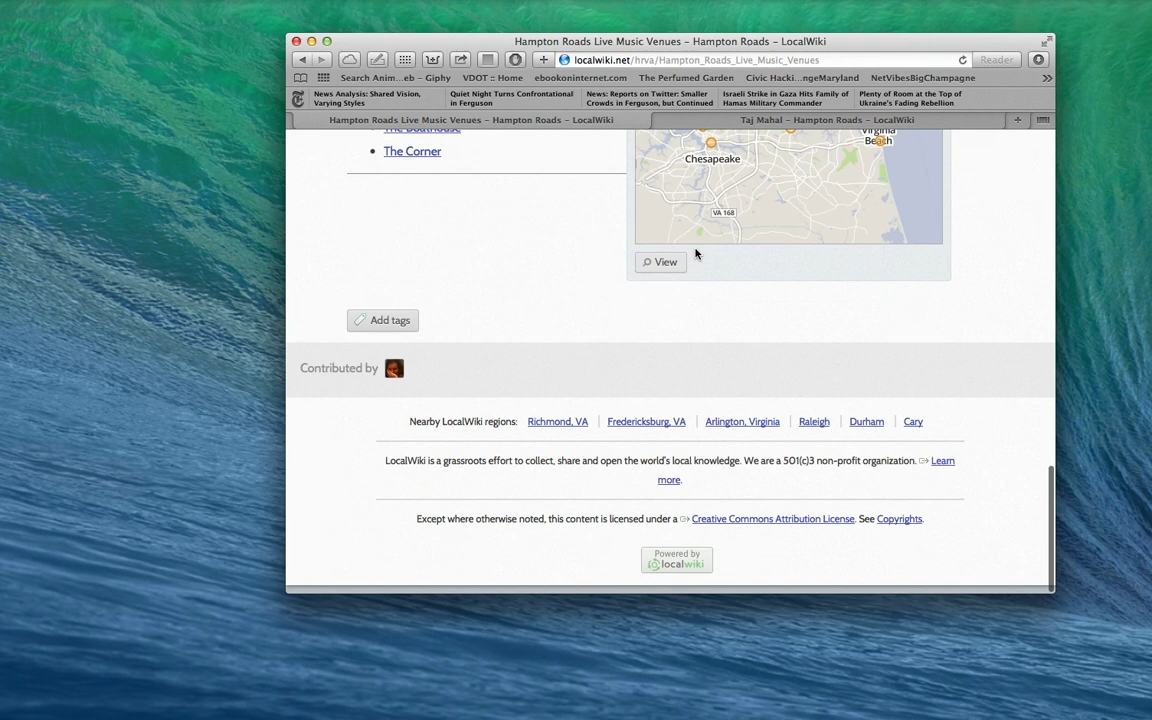 Hampton Roads Live Music Venues – Hampton Roads – LocalWiki
localwiki.net/hrva/Hampton_Roads_Live_Music_Venues
Reader
Search Anim...eb – Giphy
VDOT :: Home
ebookoninternet.com
The Perfumed Garden
Civic Hacki...ngeMaryland
NetVibesBigChampagne
News Analysis: Shared Vision,
Varying Styles
Quiet Night Turns Confrontational
in Ferguson
News: Reports on Twitter: Smaller
Crowds in Ferguson, but Continued
Israeli Strike in Gaza Hits Family of
Hamas Military Commander
Plenty of Room at the Top of
Ukraine's Fading Rebellion
Hampton Roads Live Music Venues – Hampton Roads – LocalWiki
Taj Mahal – Hampton Roads – LocalWiki
The Boathouse
The Corner
Virginia
Beach
Chesapeake
VA 168
View
Add tags
Contributed by
Nearby LocalWiki regions: Richmond, VA Fredericksburg, VA Arlington, Virginia Raleigh Durham Cary
LocalWiki is a grassroots effort to collect, share and open the world's local knowledge. We are a 501(c)3 non-profit organization. Learn
more.
Except where otherwise noted, this content is licensed under a Creative Commons Attribution License. See Copyrights.
Powered by
localwiki